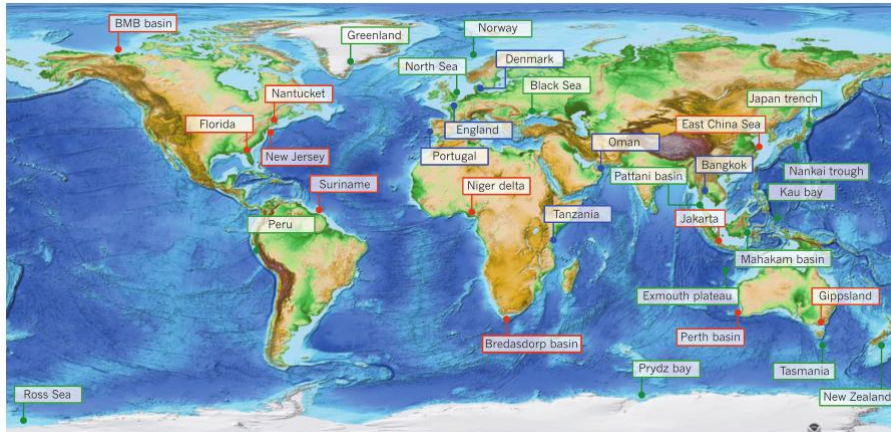 BMB basin
Norway
Greenland
Denmark
North Sea
Black Sea
Nantucket
Japan trench
Florida
East China Sea
England
Oman
New Jersey
Portugal
Bangkok
Pattani basin
Nankai trough
Suriname
Niger delta
Kau bay
Tanzania
Jakarta
Peru
Mahakam basin
Exmouth plateau
Gippsland
Perth basin
Bredasdorp basin
Prydz bay
Tasmania
Ross Sea
New Zealand